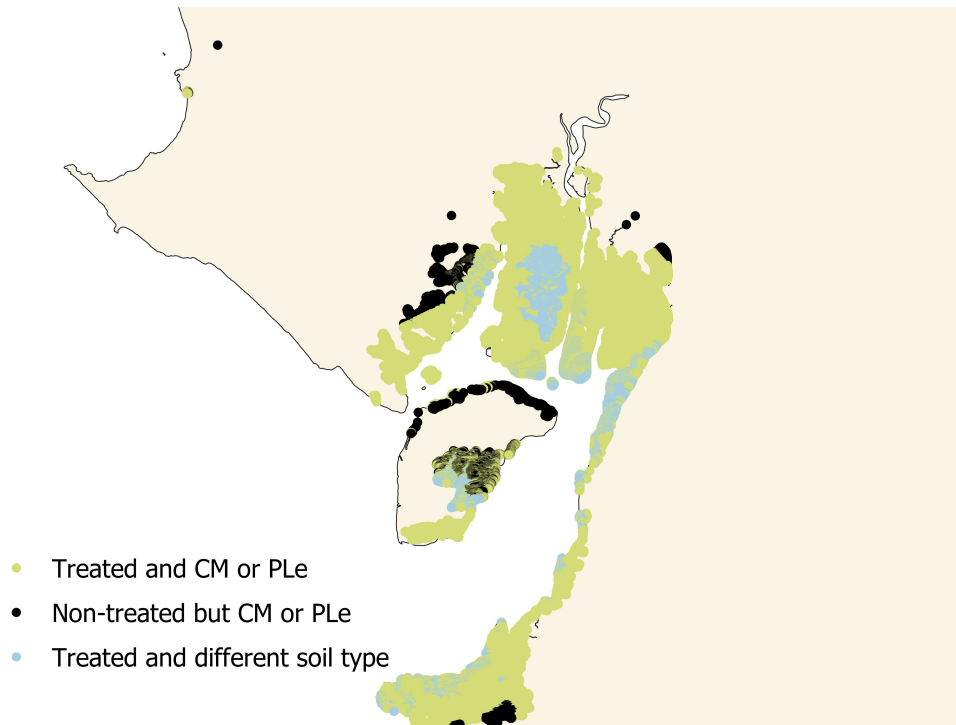 Treated and CM or PLe
Non-treated but CM or PLe
Treated and different soil type